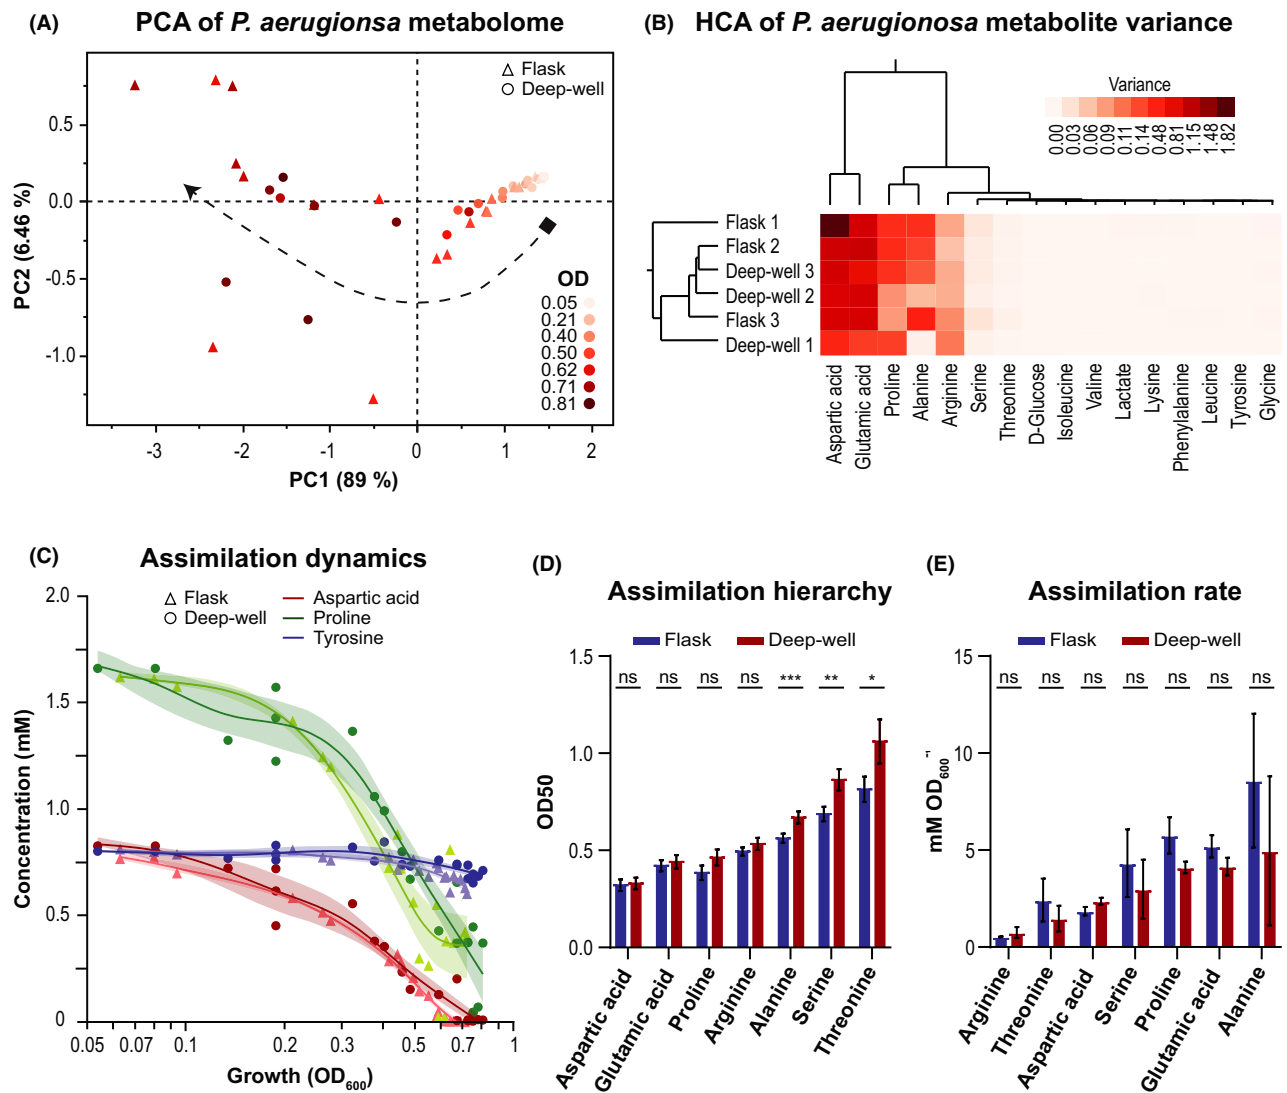 (A) PCA of P. aerugionsa metabolome
Flask
Deep-well
PC2 (6.46 %)
0.5
0.0
-0.5
-1.0
OD
0.05
0.21
0.40
0.50
0.62
0.71
0.81
-3 -2 -1 0 1 2
PC1 (89 %)
(B) HCA of P. aerugionosa metabolite variance
Variance
0.00 0.03 0.06 0.09 0.11 0.14 0.48 0.81 1.15 1.48 1.82
Flask 1
Flask 2
Deep-well 3
Deep-well 2
Flask 3
Deep-well 1
Aspartic acid
Glutamic acid
Proline
Alanine
Arginine
Serine
Threonine
D-Glucose
Isoleucine
Valine
Lactate
Lysine
Phenylalanine
Leucine
Tyrosine
Glycine
(C) Assimilation dynamics
Flask
Deep-well
Aspartic acid
Proline
Tyrosine
Concentration (mM)
2.0
1.5
1.0
0.5
0
0.05 0.07 0.1 0.2 0.3 0.5 0.7 1
Growth (OD600)
(D) Assimilation hierarchy
Flask Deep-well
OD50
1.5
1.0
0.5
0.0
ns ns ns ns *** ** *
Aspartic acid
Glutamic acid
Proline
Arginine
Alanine
Serine
Threonine
(E) Assimilation rate
Flask Deep-well
mM OD600-1
15
10
5
0
ns ns ns ns ns ns ns
Arginine
Threonine
Aspartic acid
Serine
Proline
Glutamic acid
Alanine